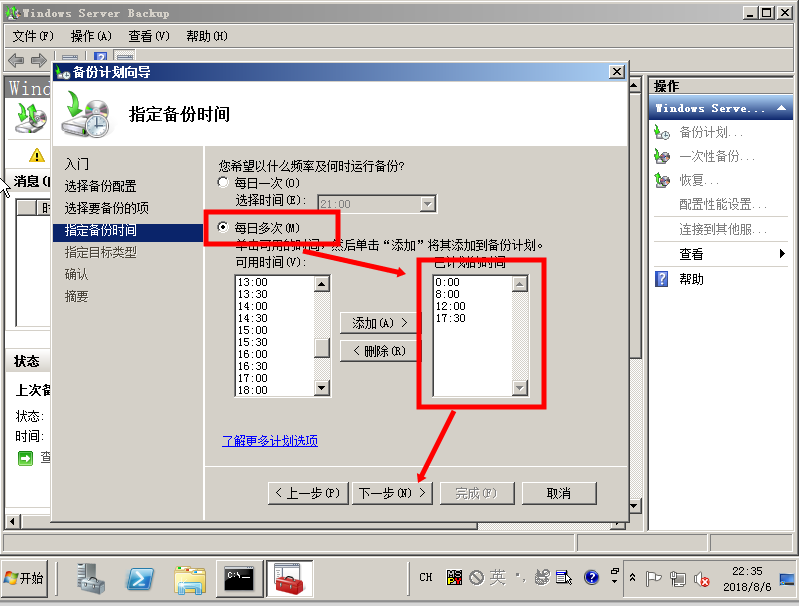 Windows Server Backup
文件(F) 操作(A) 查看(V) 帮助(H)
Wind
备份计划向导
指定备份时间
消息 (
时
入门
选择备份配置
选择要备份的项
指定备份时间
指定目标类型
确认
摘要
您希望以什么频率及何时运行备份?
每日一次(O)
选择时间(E):
21:00
每日多次(M)
单击可用的时间，然后单击“添加”将其添加到备份计划。
可用时间(V):
已计划的时间
13:00
13:30
14:00
14:30
15:00
15:30
16:00
16:30
17:00
18:00
添加(A) >
< 删除(R)
0:00
8:00
12:00
17:30
了解更多计划选项
< 上一步(P)
下一步(N) >
完成(F)
取消
状态
上次备
状态:
时间:
查
操作
Windows Serve...
备份计划...
一次性备份...
恢复...
配置性能设置...
连接到其他服...
查看
帮助
开始
C:\_
CH
英
22:35
2018/8/6